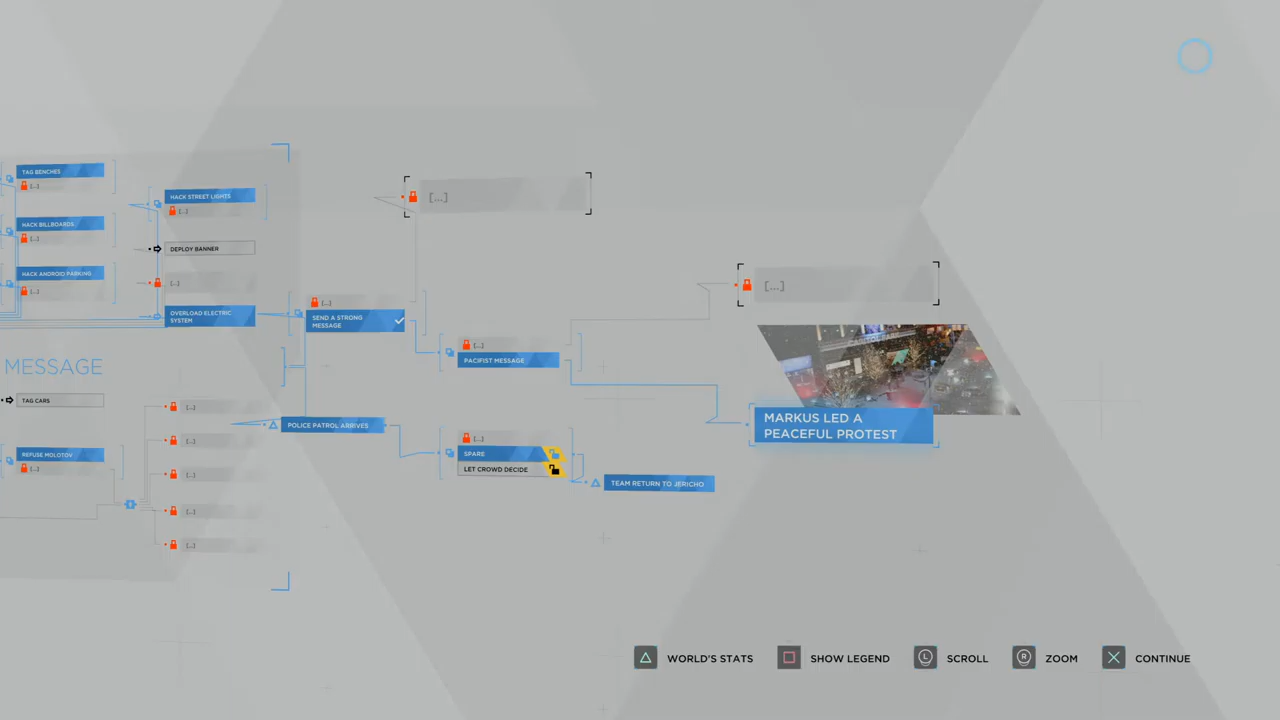 TAG BENCHES
[...]
HACK STREET LIGHTS
[...]
[...]
HACK BILLBOARDS
[...]
DEPLOY BANNER
HACK ANDROID PARKING
[...]
[...]
[...]
OVERLOAD ELECTRIC
SYSTEM
[...]
SEND A STRONG
MESSAGE
[...]
PACIFIST MESSAGE
MESSAGE
TAG CARS
[...]
POLICE PATROL ARRIVES
[...]
REFUSE MOLOTOV
[...]
[...]
[...]
[...]
[...]
SPARE
LET CROWD DECIDE
TEAM RETURN TO JERICHO
MARKUS LED A
PEACEFUL PROTEST
WORLD'S STATS
SHOW LEGEND
L
SCROLL
R
ZOOM
CONTINUE